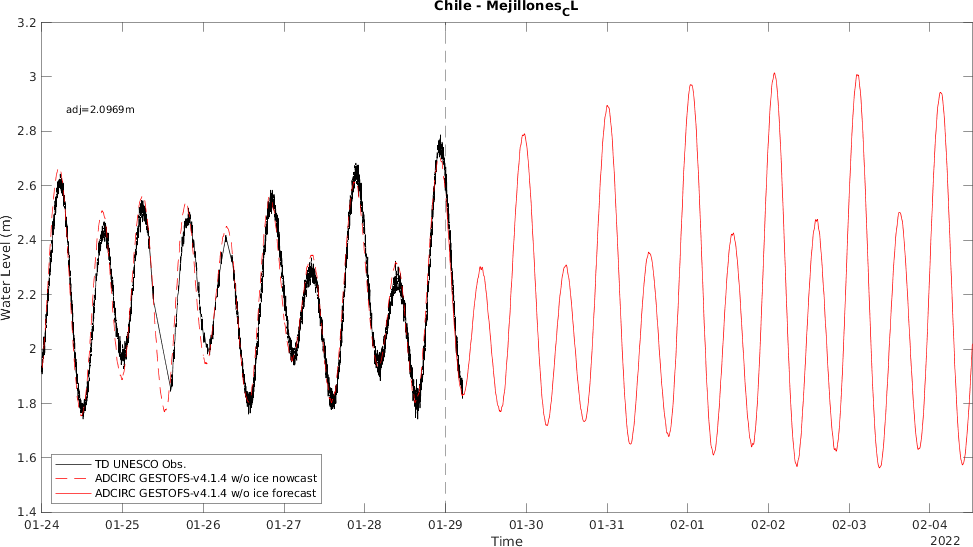 Chile - Mejillones_CL
3.2
3
2.8
2.6
2.4
2.2
2
1.8
1.6
1.4
Water Level (m)
adj=2.0969m
TD UNESCO Obs.
ADCIRC GESTOFS-v4.1.4 w/o ice nowcast
ADCIRC GESTOFS-v4.1.4 w/o ice forecast
01-24 01-25 01-26 01-27 01-28 01-29 01-30 01-31 02-01 02-02 02-03 02-04
Time
2022